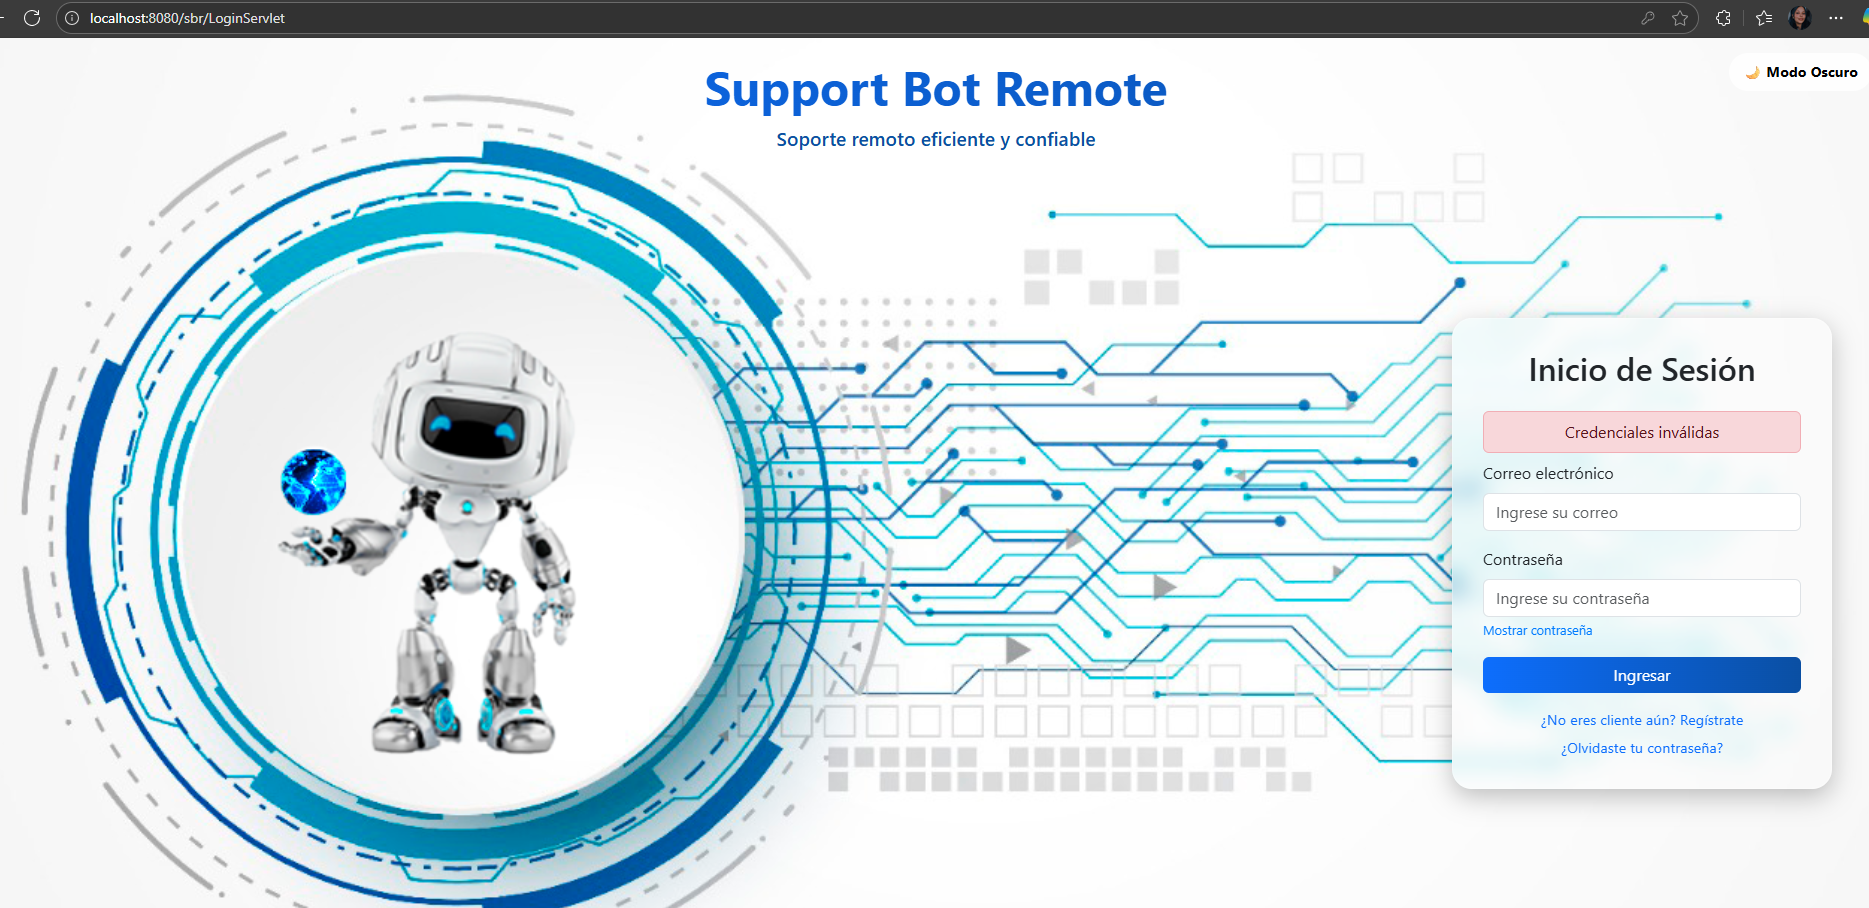 localhost:8080/sbr/LoginServlet
Support Bot Remote
Modo Oscuro
Soporte remoto eficiente y confiable
Inicio de Sesión
Credenciales inválidas
Correo electrónico
Ingrese su correo
Contraseña
Ingrese su contraseña
Mostrar contraseña
Ingresar
¿No eres cliente aún? Regístrate
¿Olvidaste tu contraseña?